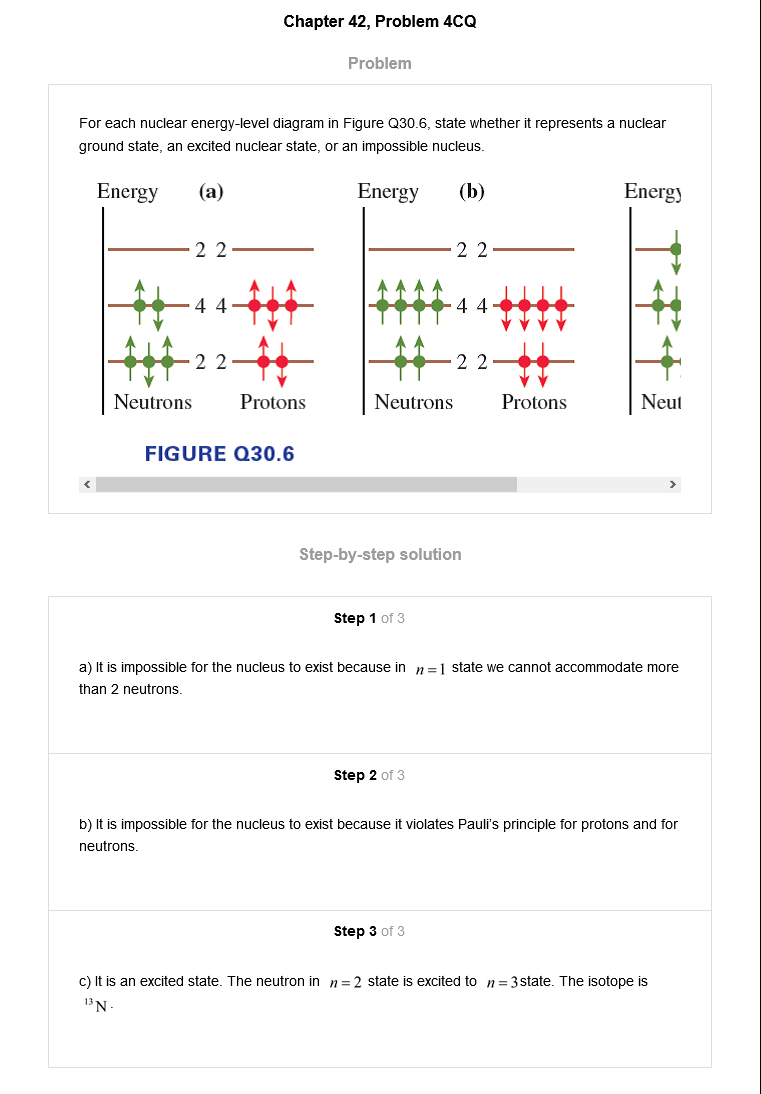 Chapter 42, Problem 4CQ
Problem
For each nuclear energy-level diagram in Figure Q30.6, state whether it represents a nuclear
ground state, an excited nuclear state, or an impossible nucleus.
Energy (a) Energy (b) Energy
2 2 2 2
4 4 4 4
2 2 2 2
Neutrons Protons Neutrons Protons Neut
FIGURE Q30.6
Step-by-step solution
Step 1 of 3
a) It is impossible for the nucleus to exist because in n = 1 state we cannot accommodate more
than 2 neutrons.
Step 2 of 3
b) It is impossible for the nucleus to exist because it violates Pauli's principle for protons and for
neutrons.
Step 3 of 3
c) It is an excited state. The neutron in n = 2 state is excited to n = 3 state. The isotope is
¹³N.